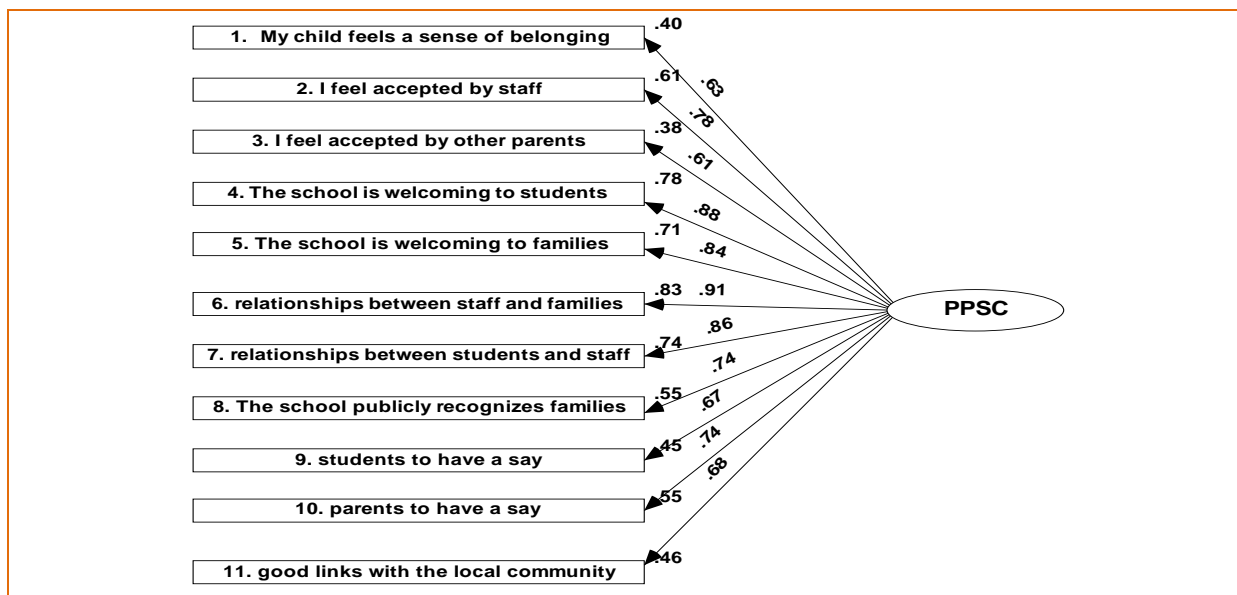 .40
1. My child feels a sense of belonging
.63
.61
2. I feel accepted by staff
.78
.38
3. I feel accepted by other parents
.61
.78
4. The school is welcoming to students
.88
.71
5. The school is welcoming to families
.84
.83
.91
6. relationships between staff and families
PPSC
.86
.74
7. relationships between students and staff
.74
.55
8. The school publicly recognizes families
.67
.45
9. students to have a say
.74
.55
10. parents to have a say
.68
.46
11. good links with the local community